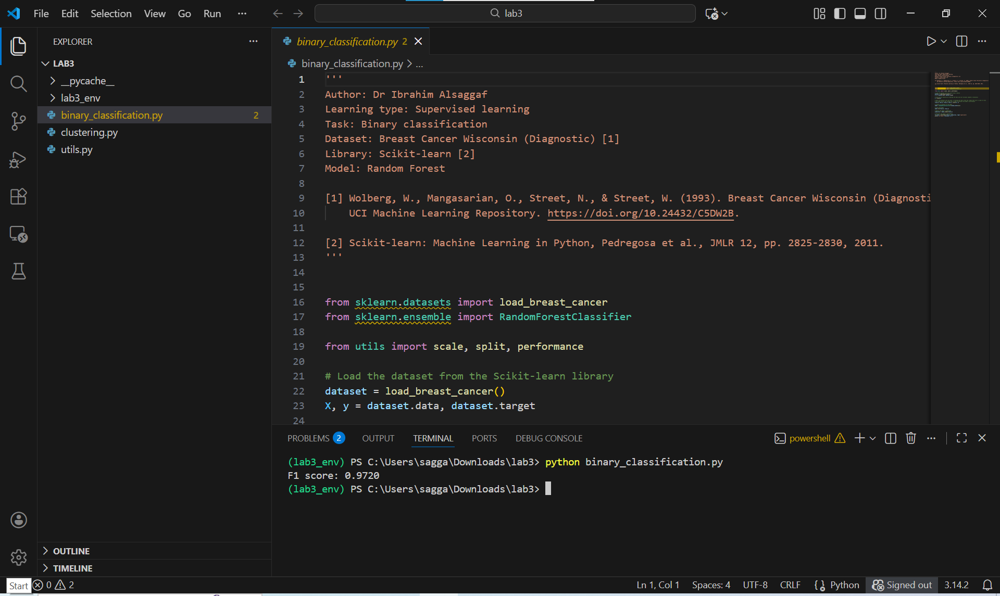 File Edit Selection View Go Run ... lab3
EXPLORER ...
LAB3
__pycache__
lab3_env
binary_classification.py 2
clustering.py
utils.py
OUTLINE
TIMELINE
binary_classification.py 2
binary_classification.py > ...
1 '''
2 Author: Dr Ibrahim Alsaggaf
3 Learning type: Supervised learning
4 Task: Binary classification
5 Dataset: Breast Cancer Wisconsin (Diagnostic) [1]
6 Library: Scikit-learn [2]
7 Model: Random Forest
8
9 [1] Wolberg, W., Mangasarian, O., Street, N., & Street, W. (1993). Breast Cancer Wisconsin (Diagnosti
10 UCI Machine Learning Repository. https://doi.org/10.24432/C5DW2B.
11
12 [2] Scikit-learn: Machine Learning in Python, Pedregosa et al., JMLR 12, pp. 2825-2830, 2011.
13 '''
14
15
16 from sklearn.datasets import load_breast_cancer
17 from sklearn.ensemble import RandomForestClassifier
18
19 from utils import scale, split, performance
20
21 # Load the dataset from the Scikit-learn library
22 dataset = load_breast_cancer()
23 X, y = dataset.data, dataset.target
24
PROBLEMS 2 OUTPUT TERMINAL PORTS DEBUG CONSOLE powershell
(lab3_env) PS C:\Users\sagga\Downloads\lab3> python binary_classification.py
F1 score: 0.9720
(lab3_env) PS C:\Users\sagga\Downloads\lab3>
Start 0 2 Ln 1, Col 1 Spaces: 4 UTF-8 CRLF {} Python Signed out 3.14.2